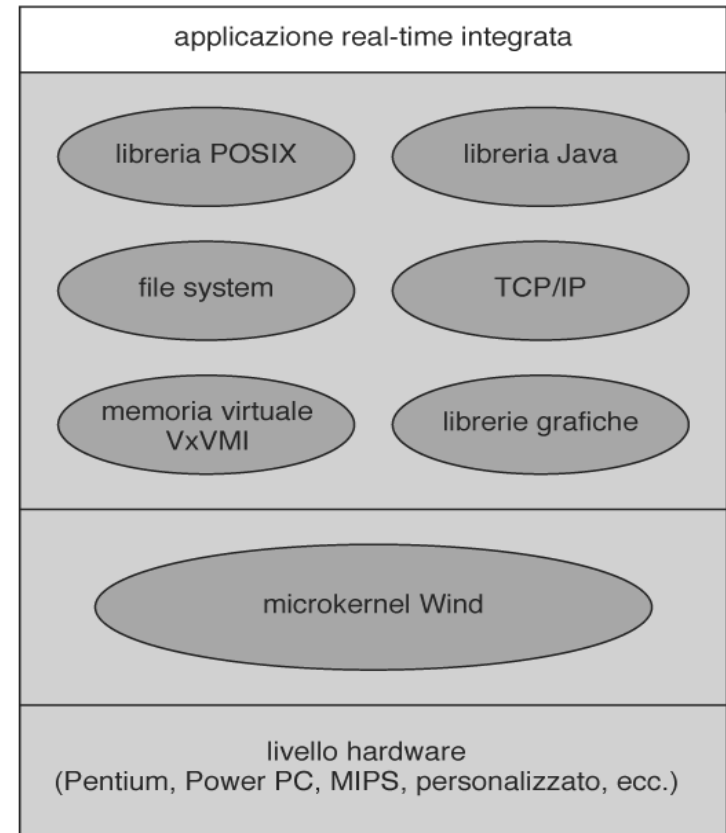 applicazione real-time integrata
libreria POSIX
libreria Java
file system
TCP/IP
memoria virtuale
VxVMI
librerie grafiche
microkernel Wind
livello hardware
(Pentium, Power PC, MIPS, personalizzato, ecc.)